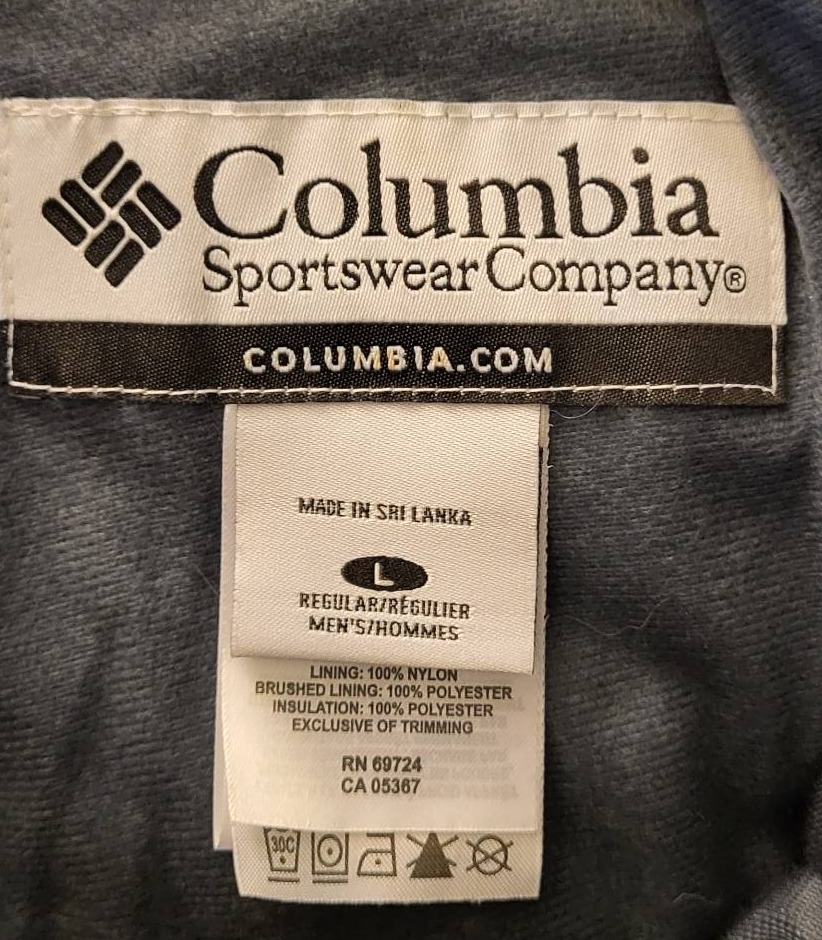 Columbia
Sportswear Company®
COLUMBIA.COM
MADE IN SRI LANKA
L
REGULAR/RÉGULIER
MEN'S/HOMMES
LINING: 100% NYLON
BRUSHED LINING: 100% POLYESTER
INSULATION: 100% POLYESTER
EXCLUSIVE OF TRIMMING
RN 69724
CA 05367
30C